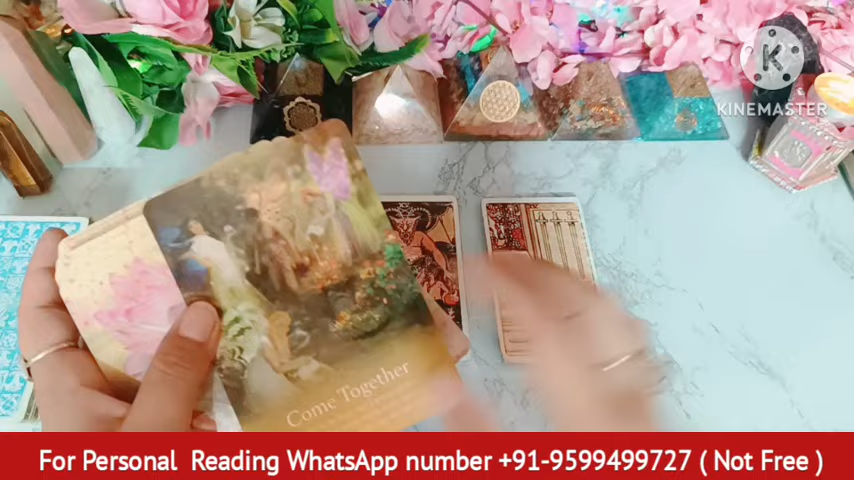 K
KINEMASTER
Come Together
For Personal Reading WhatsApp number +91-9599499727 ( Not Free )